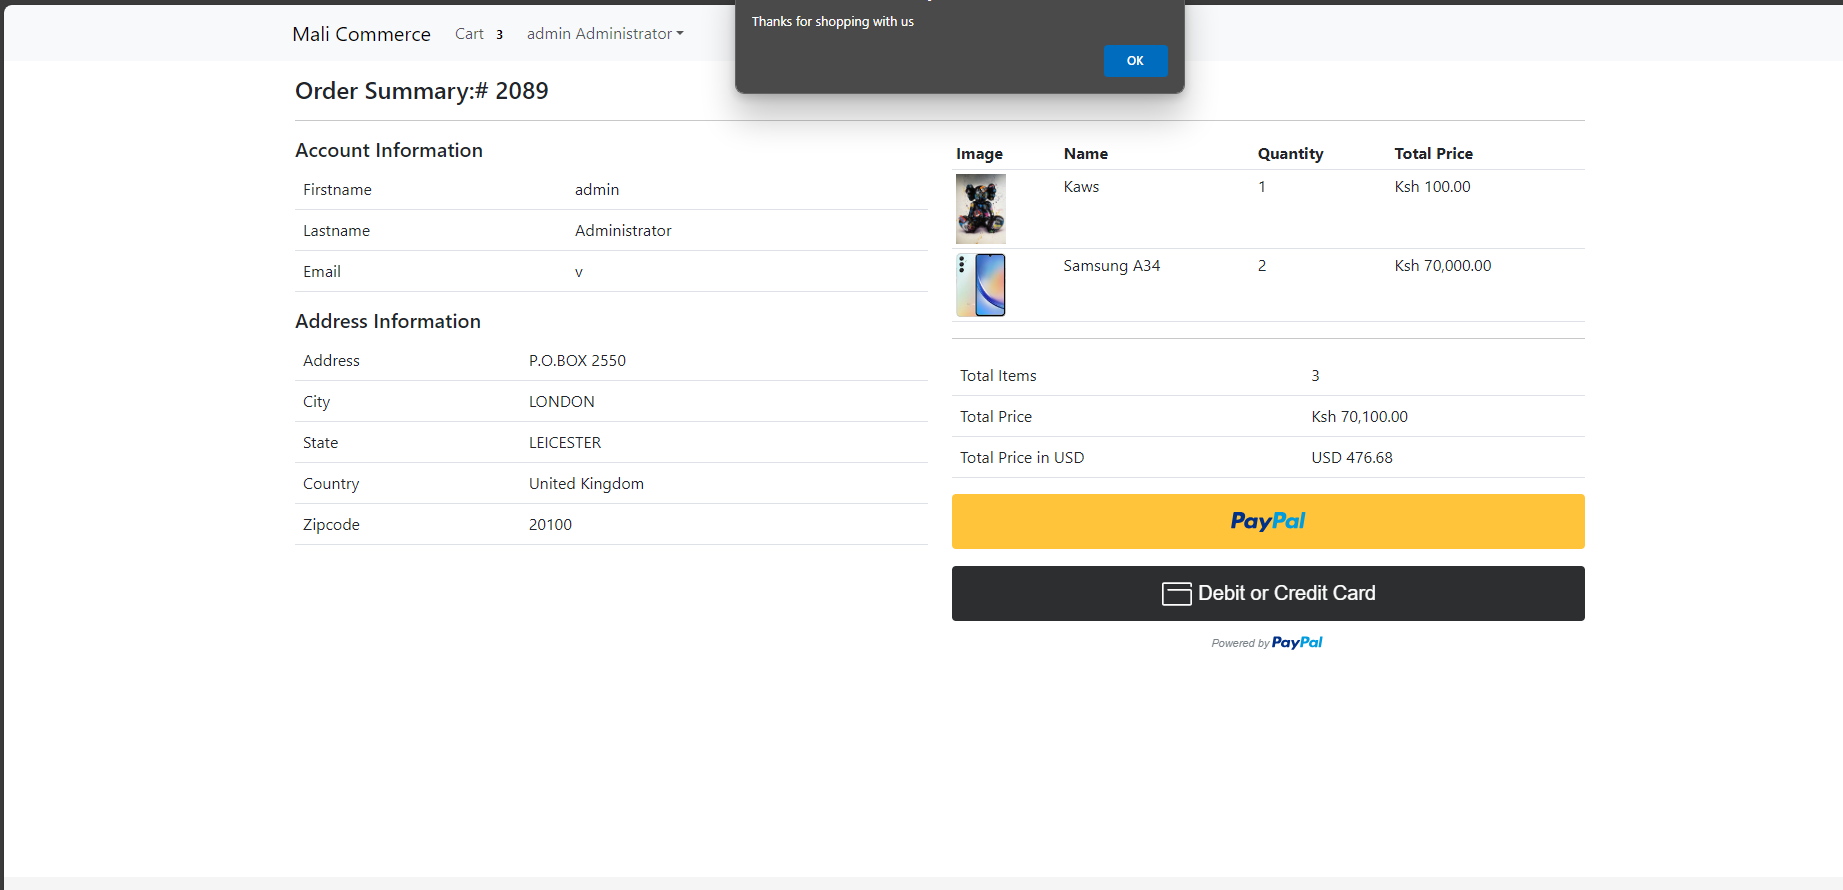 Thanks for shopping with us
OK
Mali Commerce Cart 3 admin Administrator
Order Summary:# 2089
Account Information
Firstname admin
Lastname Administrator
Email v
Address Information
Address P.O.BOX 2550
City LONDON
State LEICESTER
Country United Kingdom
Zipcode 20100
Image Name Quantity Total Price
Kaws 1 Ksh 100.00
Samsung A34 2 Ksh 70,000.00
Total Items 3
Total Price Ksh 70,100.00
Total Price in USD USD 476.68
PayPal
Debit or Credit Card
Powered by PayPal